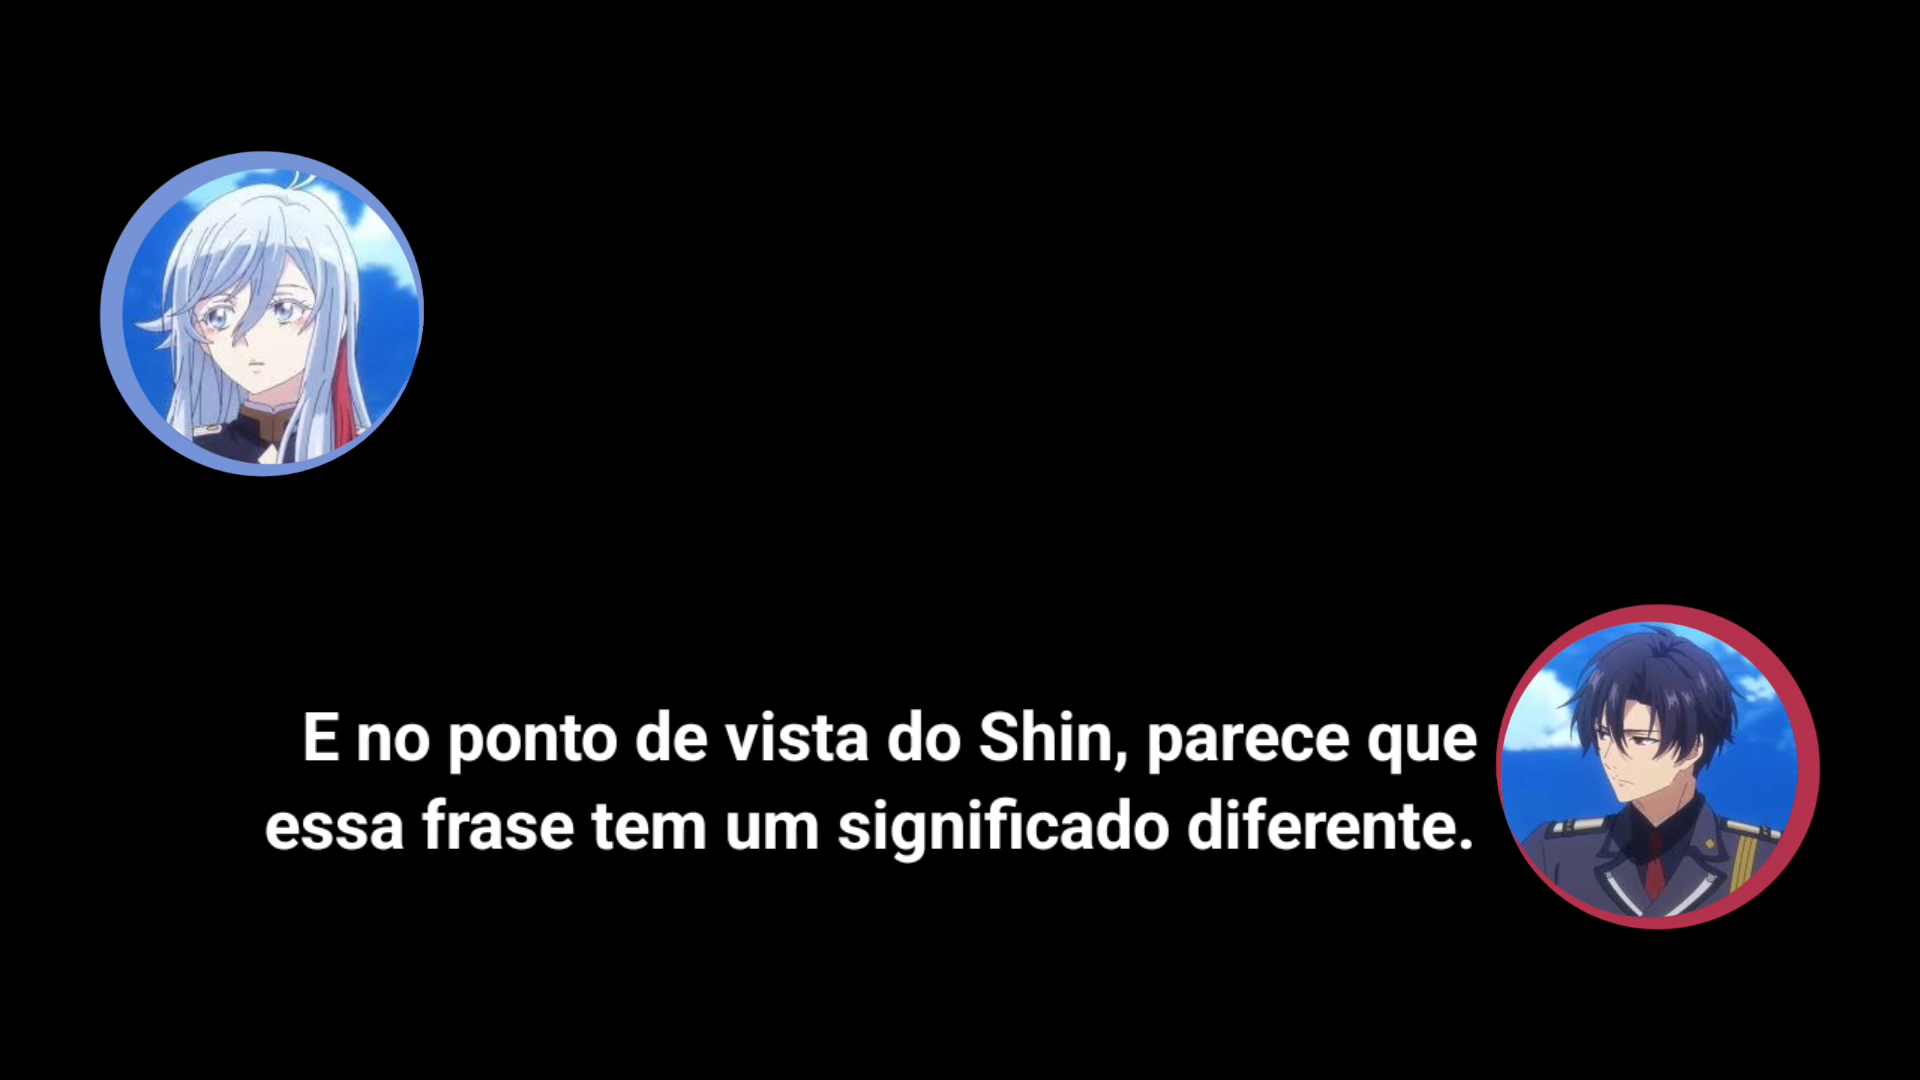 E no ponto de vista do Shin, parece que
essa frase tem um significado diferente.